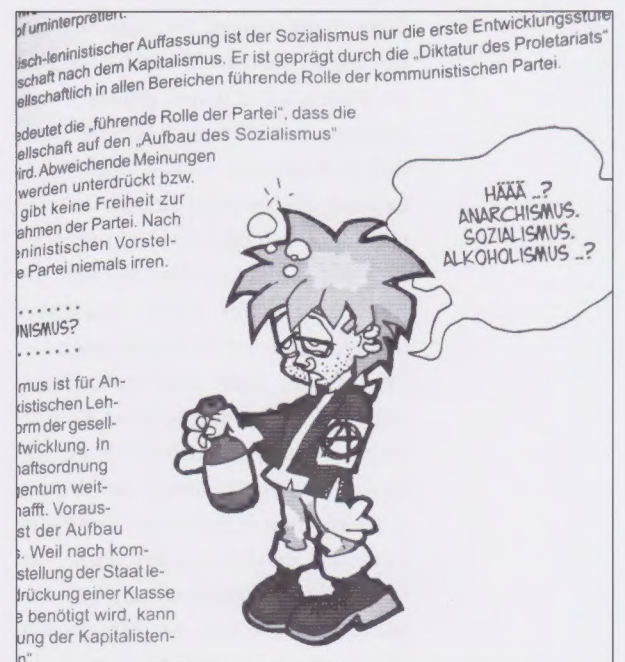 of uminterpretiert.
isch-leninistischer Auffassung ist der Sozialismus nur die erste Entwicklungsstufe
schaft nach dem Kapitalismus. Er ist geprägt durch die „Diktatur des Proletariats“
ellschaftlich in allen Bereichen führende Rolle der kommunistischen Partei.
edeutet die „führende Rolle der Partei“, dass die
ellschaft auf den „Aufbau des Sozialismus“
ird. Abweichende Meinungen
werden unterdrückt bzw.
gibt keine Freiheit zur
ahmen der Partei. Nach
eninistischen Vorstel-
e Partei niemals irren.
NISMUS?
mus ist für An-
xistischen Leh-
orm der gesell-
twicklung. In
haftsordnung
gentum weit-
hafft. Voraus-
st der Aufbau
s. Weil nach kom-
stellung der Staat le-
drückung einer Klasse
e benötigt wird, kann
ung der Kapitalisten-
n“
HÄÄÄ ...?
ANARCHISMUS.
SOZIALISMUS.
ALKOHOLISMUS ...?
A